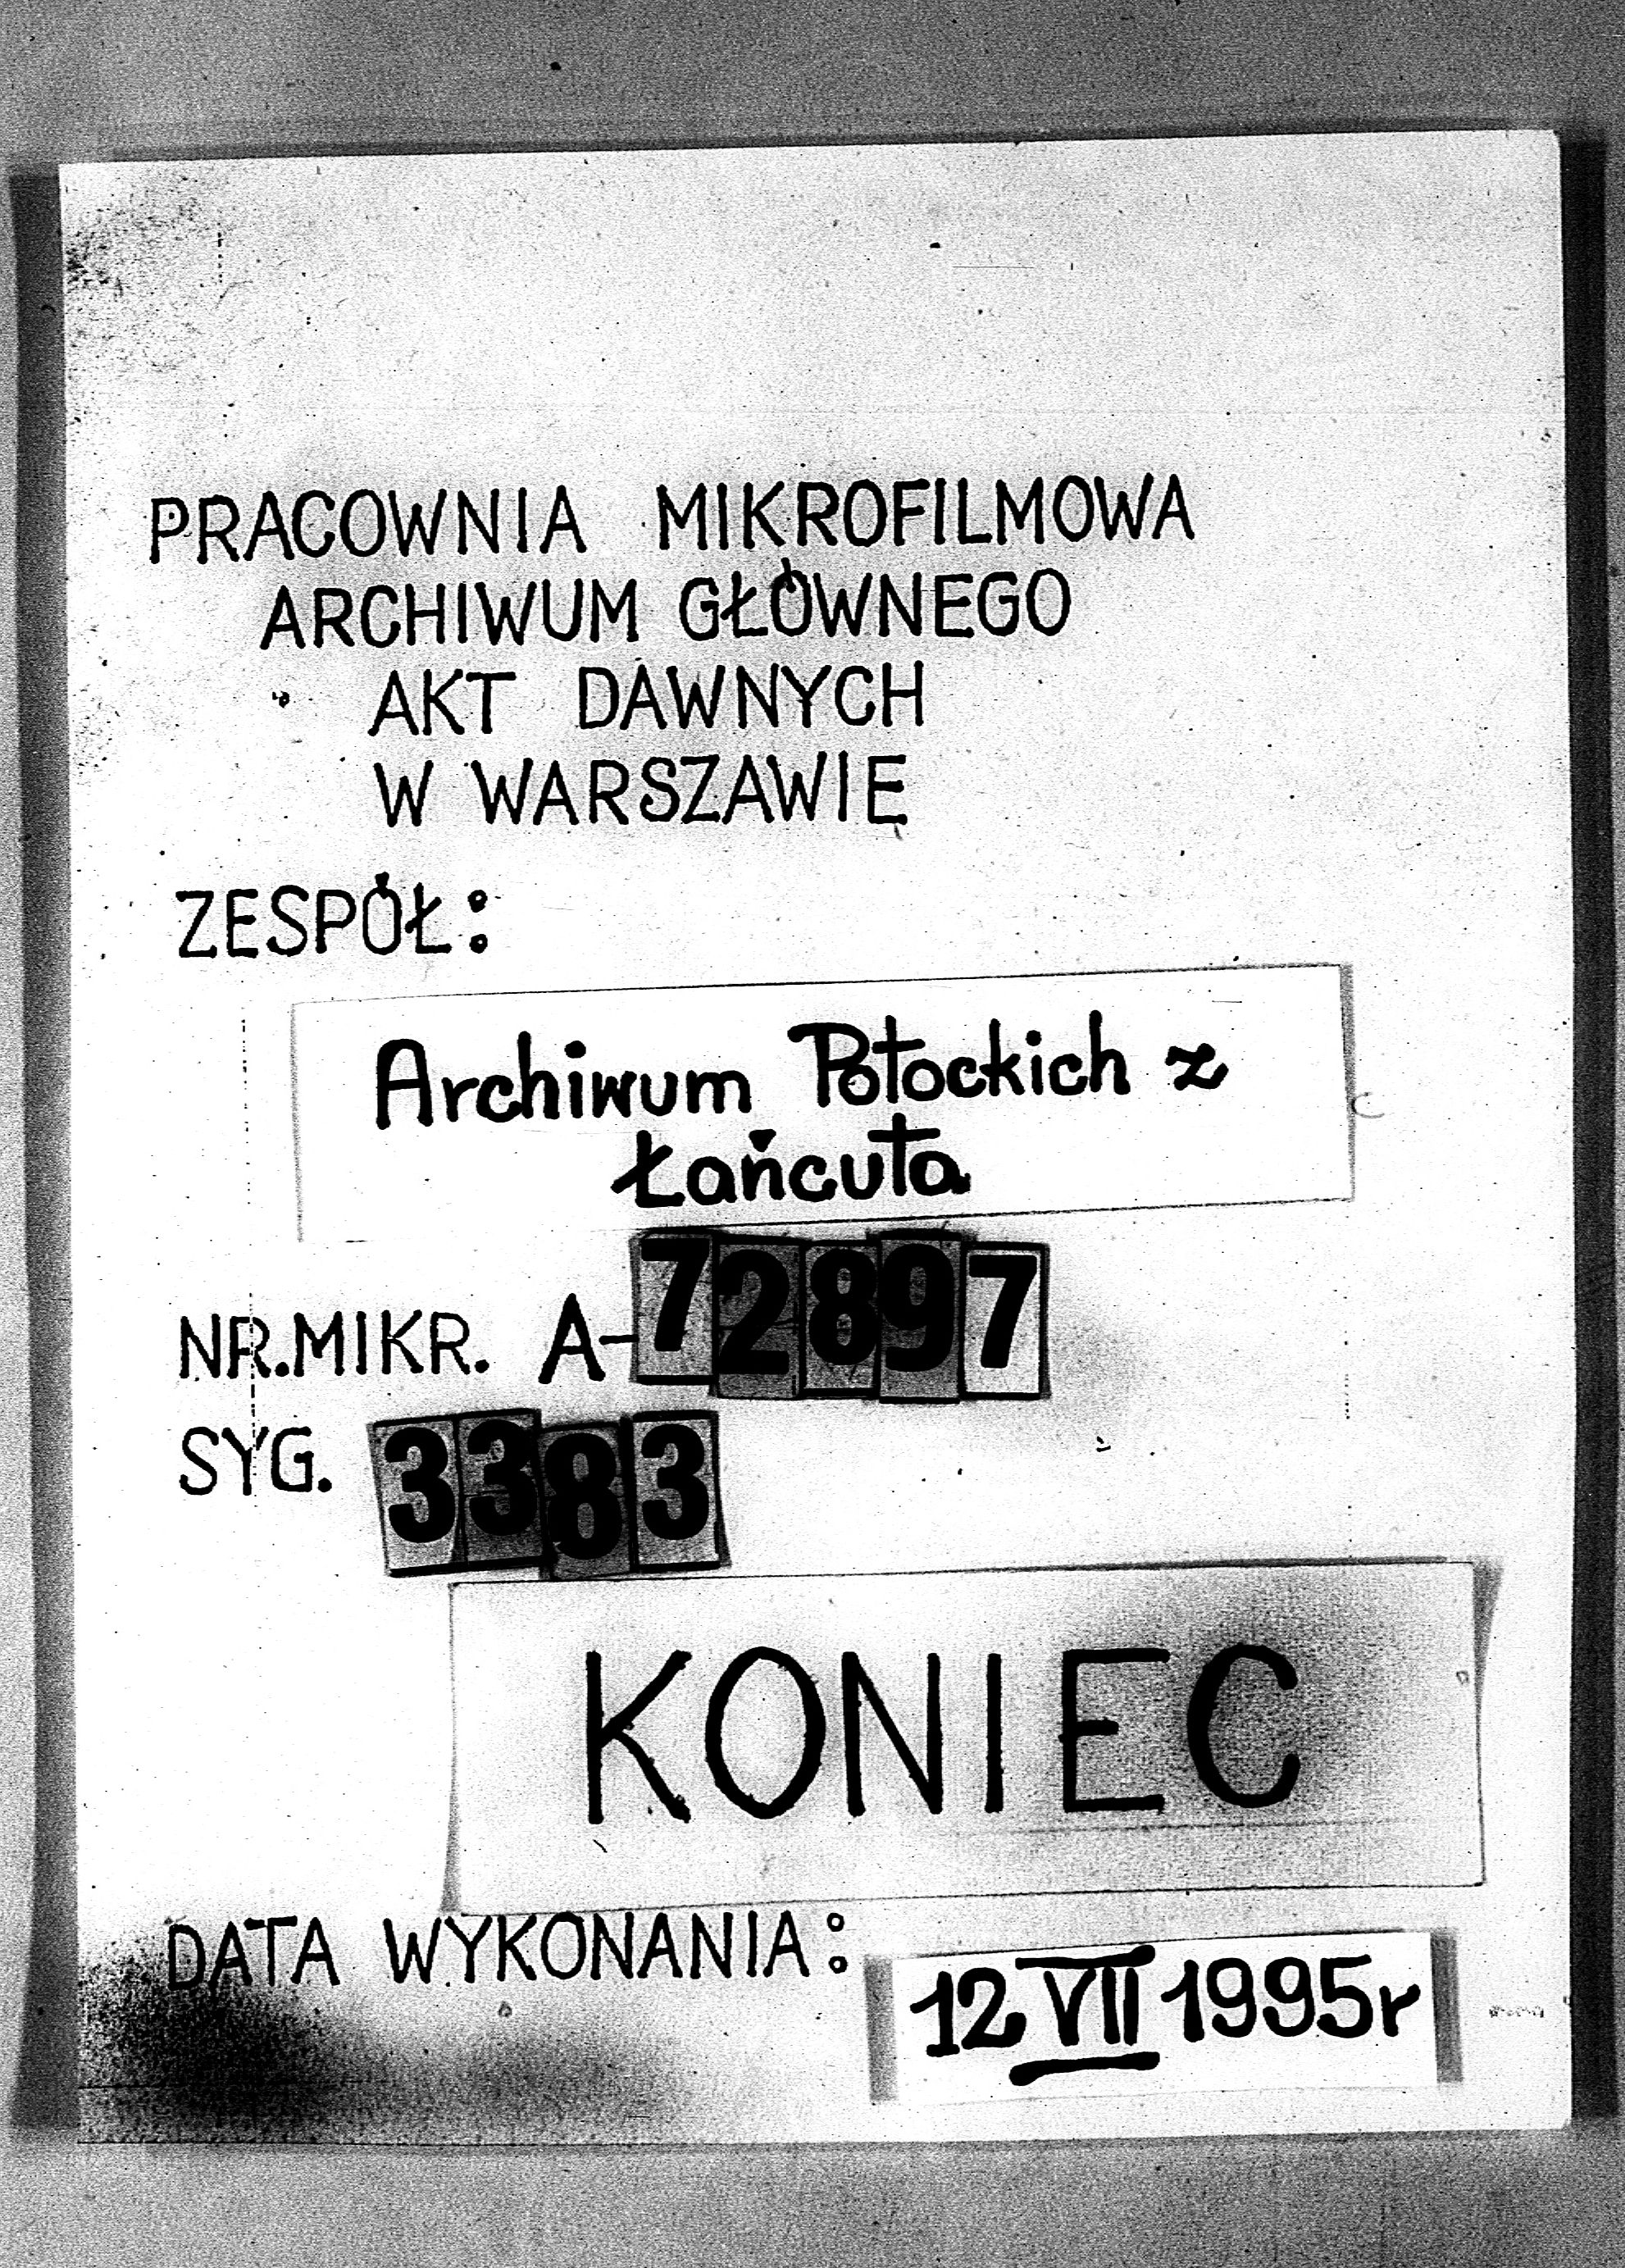 PRACOWNIA MIKROFILMOWA
ARCHIWUM GŁÓWNEGO
AKT DAWNYCH
W WARSZAWIE
ZESPÓŁ:
Archiwum Potockich z
Łańcuta
NR.MIKR. A-72897
SYG. 3383
KONIEC
DATA WYKONANIA:
12 VII 1995r